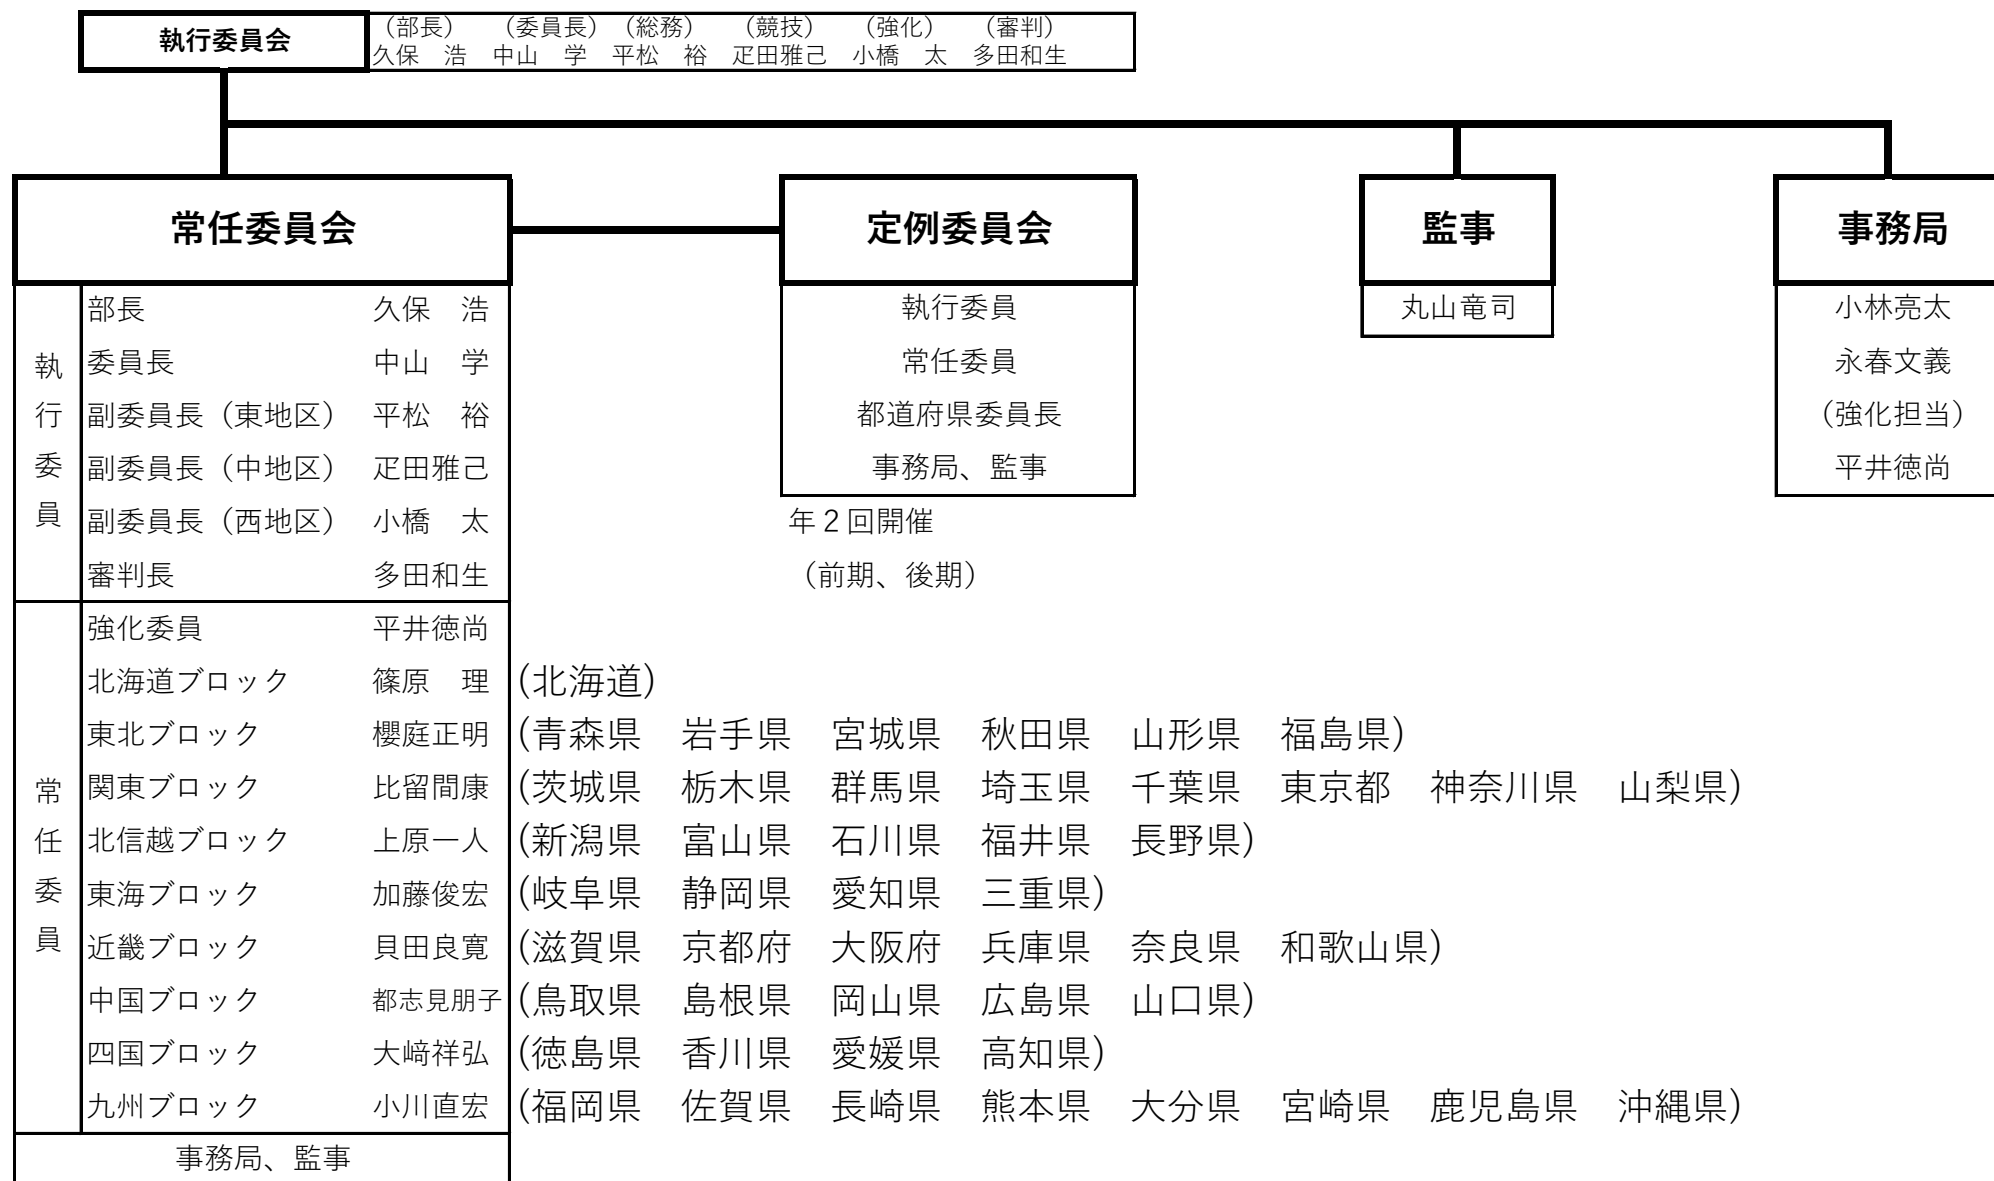 執行委員会
（部長） （委員長） （総務） （競技） （強化） （審判）
久保　浩 中山　学 平松　裕 疋田雅己 小橋　太 多田和生
常任委員会 定例委員会 監事 事務局
執行委員
部長 久保　浩
委員長 中山　学
副委員長（東地区） 平松　裕
副委員長（中地区） 疋田雅己
副委員長（西地区） 小橋　太
審判長 多田和生
常任委員
強化委員 平井徳尚
北海道ブロック 篠原　理 (北海道)
東北ブロック 櫻庭正明 (青森県　岩手県　宮城県　秋田県　山形県　福島県)
関東ブロック 比留間康 (茨城県　栃木県　群馬県　埼玉県　千葉県　東京都　神奈川県　山梨県)
北信越ブロック 上原一人 (新潟県　富山県　石川県　福井県　長野県)
東海ブロック 加藤俊宏 (岐阜県　静岡県　愛知県　三重県)
近畿ブロック 貝田良寛 (滋賀県　京都府　大阪府　兵庫県　奈良県　和歌山県)
中国ブロック 都志見朋子 (鳥取県　島根県　岡山県　広島県　山口県)
四国ブロック 大﨑祥弘 (徳島県　香川県　愛媛県　高知県)
九州ブロック 小川直宏 (福岡県　佐賀県　長崎県　熊本県　大分県　宮崎県　鹿児島県　沖縄県)
事務局、監事
執行委員
常任委員
都道府県委員長
事務局、監事
年２回開催
（前期、後期）
丸山竜司
小林亮太
永春文義
（強化担当）
平井徳尚